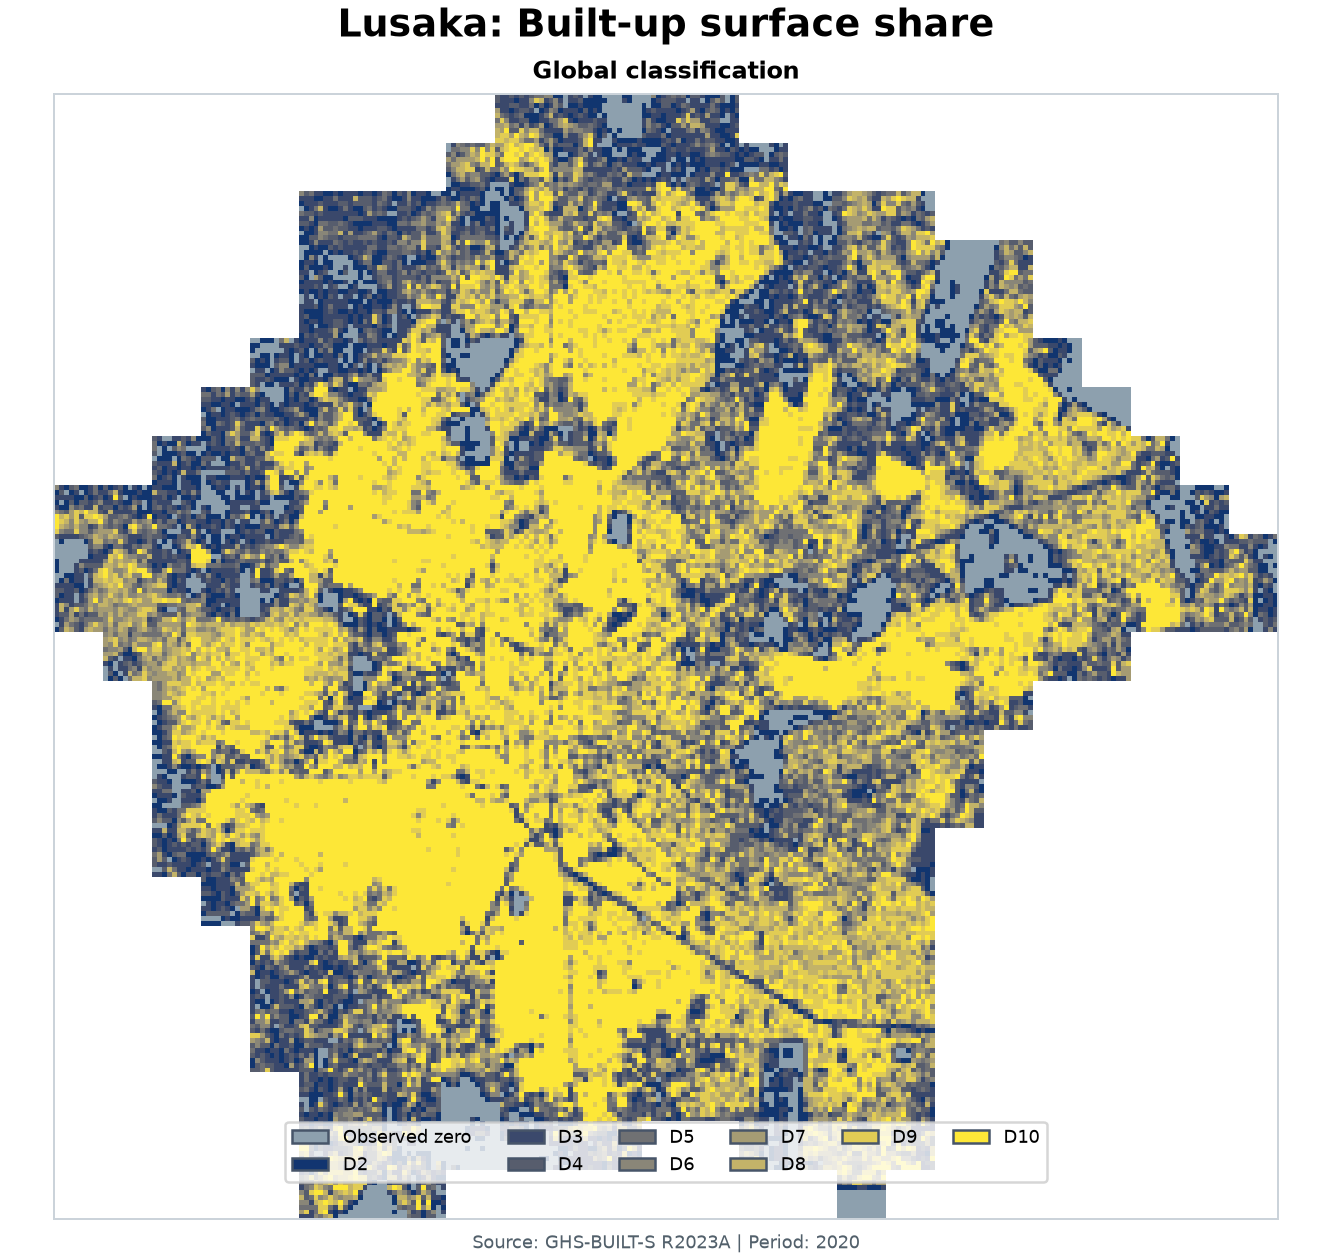 Lusaka: Built-up surface share
Global classification
Observed zero D3 D5 D7 D9 D10
D2 D4 D6 D8
Source: GHS-BUILT-S R2023A | Period: 2020